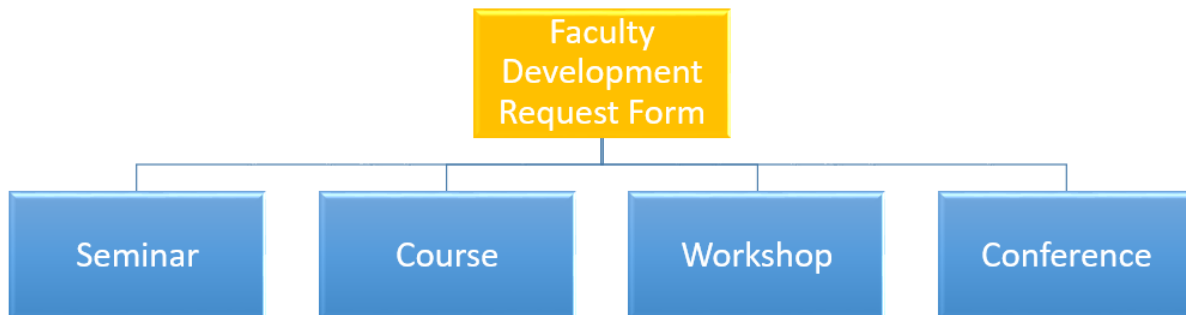 Faculty
Development
Request Form
Seminar
Course
Workshop
Conference